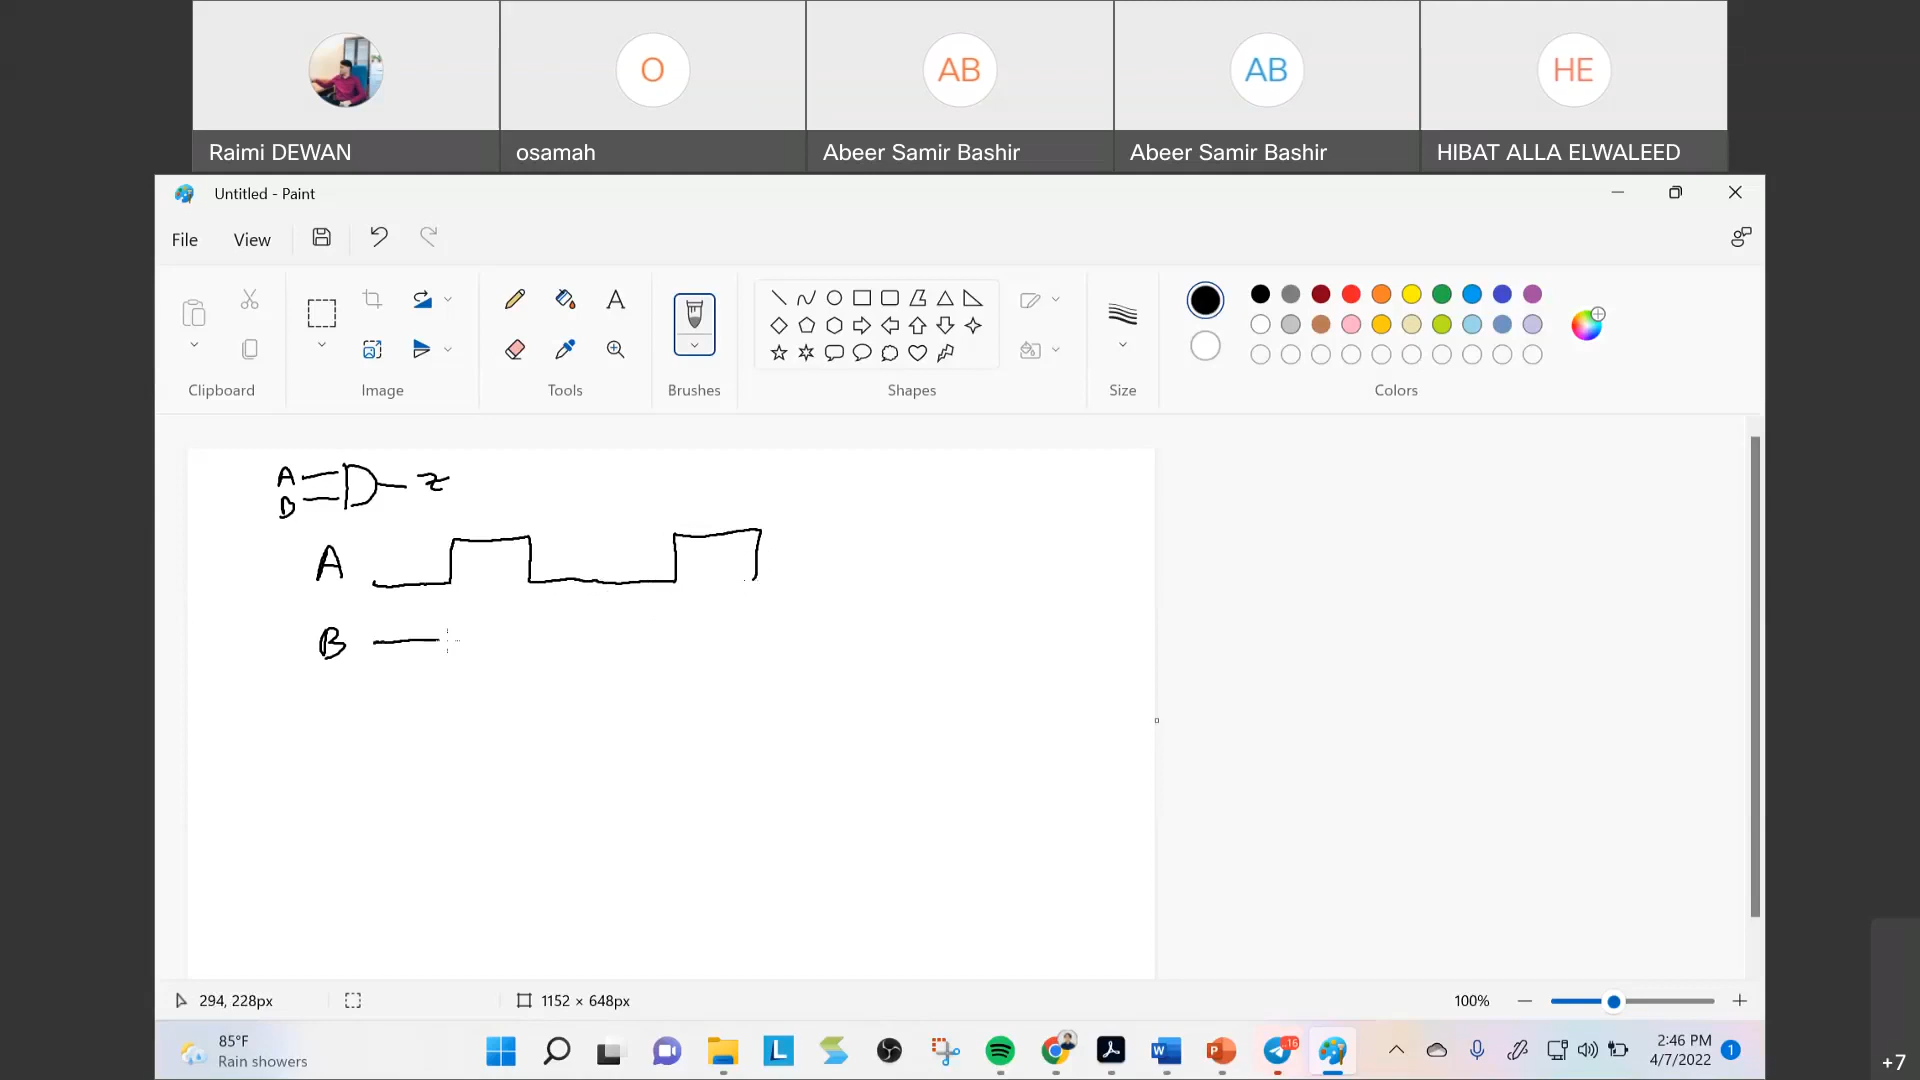 O
AB
AB
HE
Raimi DEWAN
osamah
Abeer Samir Bashir
Abeer Samir Bashir
HIBAT ALLA ELWALEED
Untitled - Paint
File
View
Clipboard
Image
Tools
Brushes
Shapes
Size
Colors
A
B
Z
A
B
294, 228px
1152 × 648px
100%
85°F
Rain showers
L
W
P
16
2:46 PM
4/7/2022
1
+7